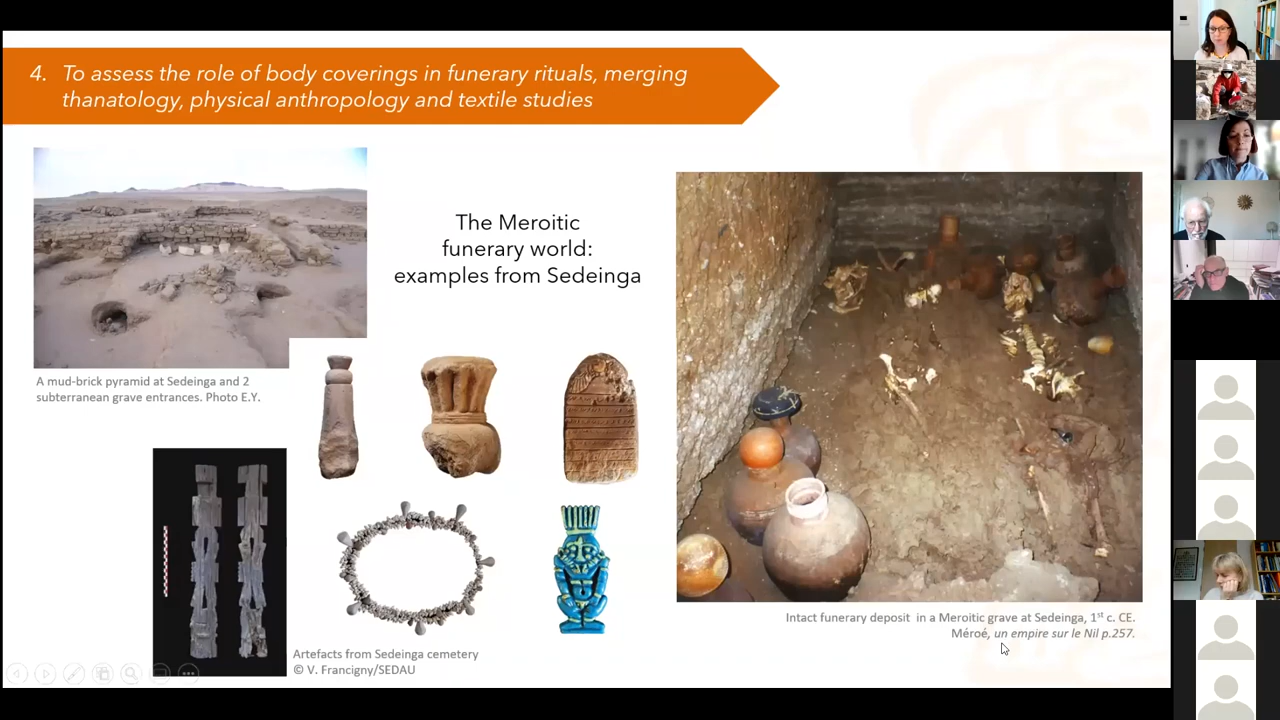 4. To assess the role of body coverings in funerary rituals, merging
thanatology, physical anthropology and textile studies
The Meroitic
funerary world:
examples from Sedeinga
A mud-brick pyramid at Sedeinga and 2
subterranean grave entrances. Photo E.Y.
Artefacts from Sedeinga cemetery
© V. Francigny/SEDAU
Intact funerary deposit in a Meroitic grave at Sedeinga, 1st c. CE.
Méroé, un empire sur le Nil p.257.